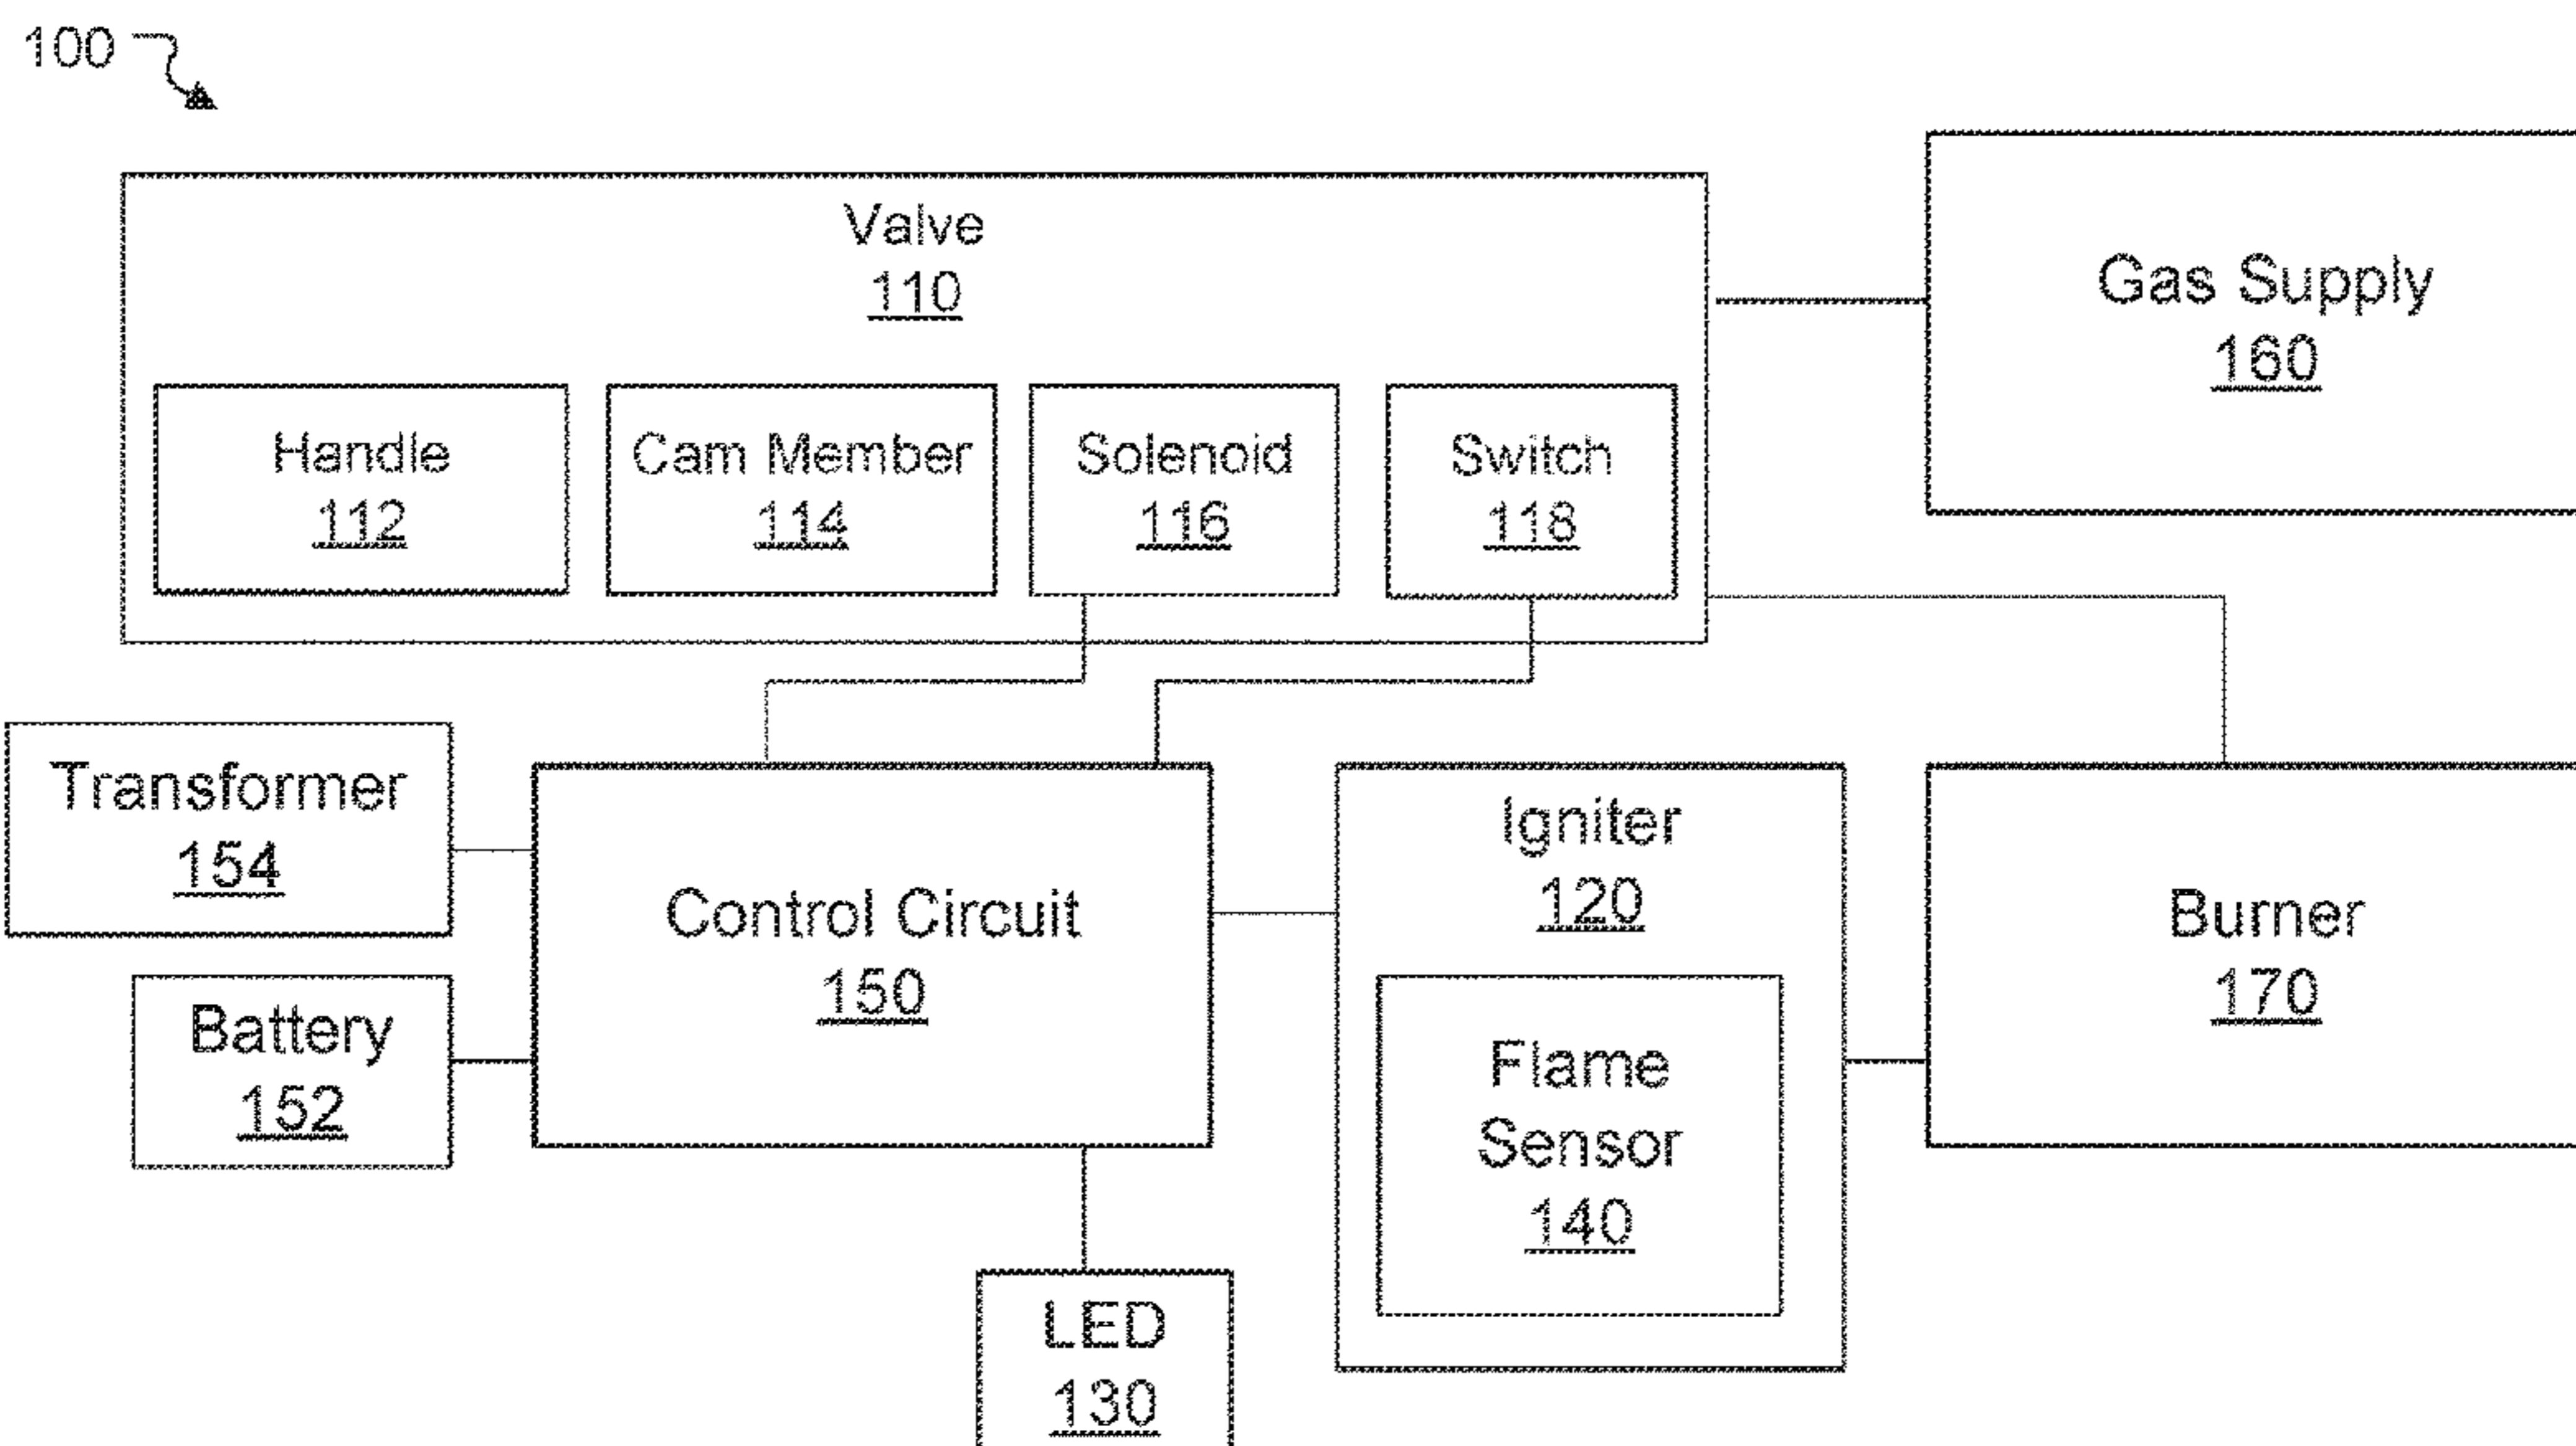 100
Valve
110
Gas Supply
160
Handle
112
Cam Member
114
Solenoid
116
Switch
118
Transformer
154
Battery
152
Control Circuit
150
Igniter
120
Flame
Sensor
140
Burner
170
LED
130